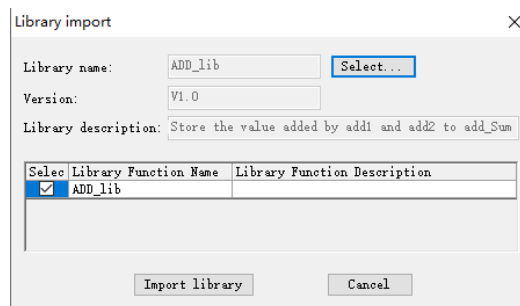 Library import
Library name: ADD_lib Select...
Version: V1.0
Library description: Store the value added by add1 and add2 to add_Sum
Selec Library Function Name Library Function Description
ADD_lib
Import library Cancel